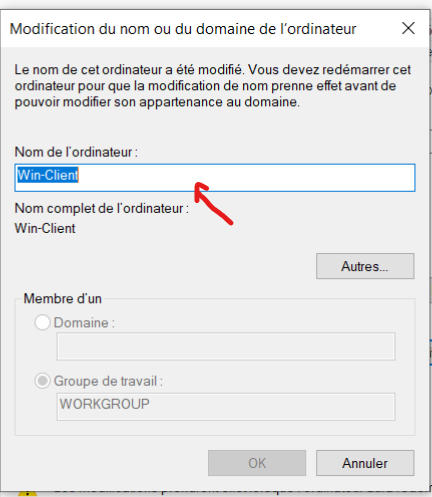 Modification du nom ou du domaine de l'ordinateur
Le nom de cet ordinateur a été modifié. Vous devez redémarrer cet
ordinateur pour que la modification de nom prenne effet avant de
pouvoir modifier son appartenance au domaine.
Nom de l'ordinateur :
Win-Client
Nom complet de l'ordinateur :
Win-Client
Autres...
Membre d'un
Domaine :
Groupe de travail :
WORKGROUP
OK
Annuler